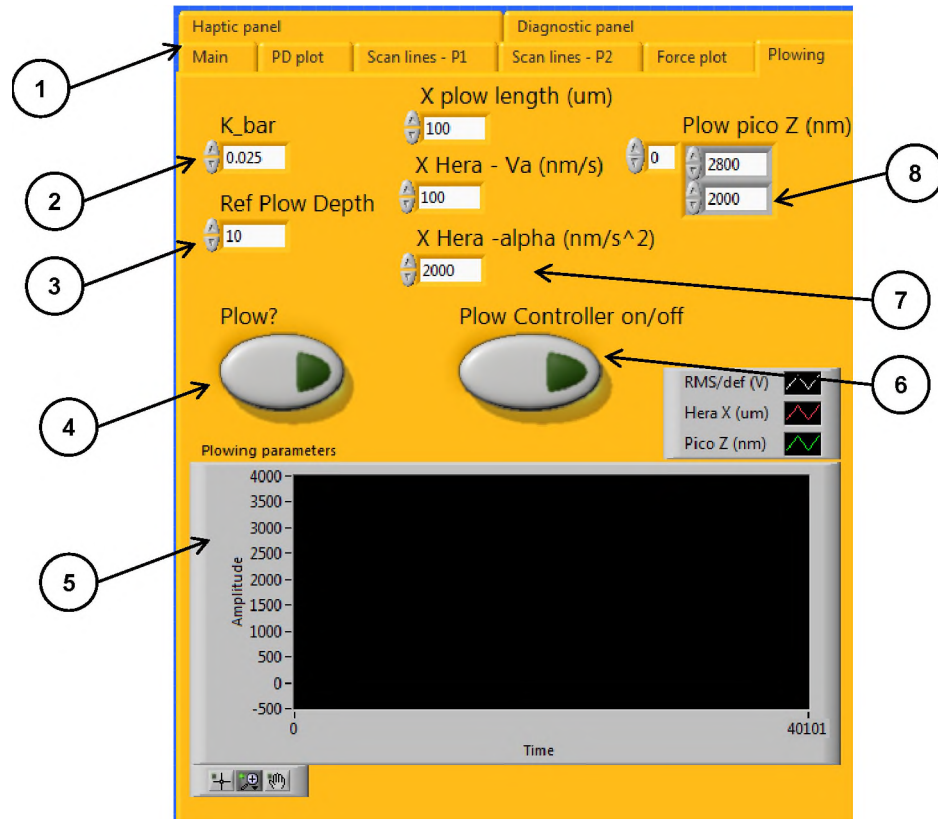 Haptic panel
Diagnostic panel
Main
PD plot
Scan lines - P1
Scan lines - P2
Force plot
Plowing
1
X plow length (um)
100
K_bar
0.025
Plow pico Z (nm)
0
2800
2000
8
2
X Hera - Va (nm/s)
100
Ref Plow Depth
10
3
X Hera -alpha (nm/s^2)
2000
7
Plow?
Plow Controller on/off
4
6
RMS/def (V)
Hera X (um)
Pico Z (nm)
Plowing parameters
5
Amplitude
4000
3500
3000
2500
2000
1500
1000
500
0
-500
0
40101
Time